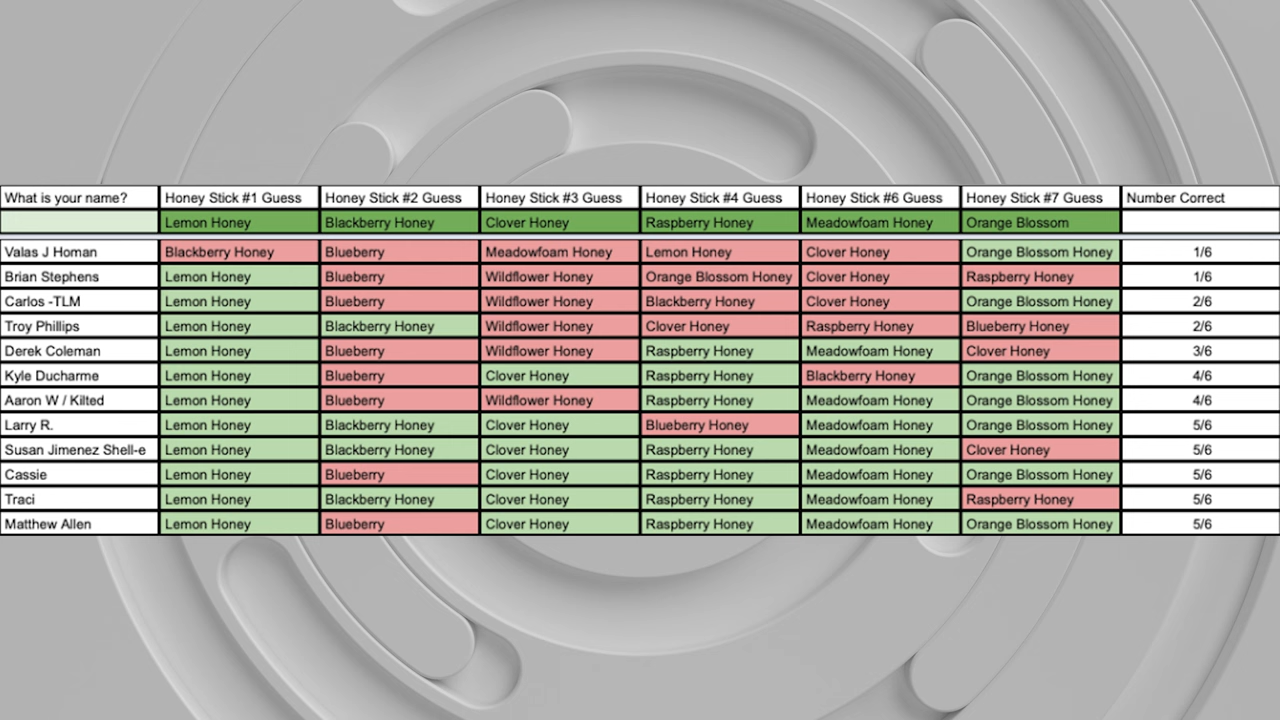 What is your name? Honey Stick #1 Guess Honey Stick #2 Guess Honey Stick #3 Guess Honey Stick #4 Guess Honey Stick #6 Guess Honey Stick #7 Guess Number Correct
Lemon Honey Blackberry Honey Clover Honey Raspberry Honey Meadowfoam Honey Orange Blossom
Valas J Homan Blackberry Honey Blueberry Meadowfoam Honey Lemon Honey Clover Honey Orange Blossom Honey 1/6
Brian Stephens Lemon Honey Blueberry Wildflower Honey Orange Blossom Honey Clover Honey Raspberry Honey 1/6
Carlos -TLM Lemon Honey Blueberry Wildflower Honey Blackberry Honey Clover Honey Orange Blossom Honey 2/6
Troy Phillips Lemon Honey Blackberry Honey Wildflower Honey Clover Honey Raspberry Honey Blueberry Honey 2/6
Derek Coleman Lemon Honey Blueberry Wildflower Honey Raspberry Honey Meadowfoam Honey Clover Honey 3/6
Kyle Ducharme Lemon Honey Blueberry Clover Honey Raspberry Honey Blackberry Honey Orange Blossom Honey 4/6
Aaron W / Kilted Lemon Honey Blueberry Wildflower Honey Raspberry Honey Meadowfoam Honey Orange Blossom Honey 4/6
Larry R. Lemon Honey Blackberry Honey Clover Honey Blueberry Honey Meadowfoam Honey Orange Blossom Honey 5/6
Susan Jimenez Shell-e Lemon Honey Blackberry Honey Clover Honey Raspberry Honey Meadowfoam Honey Clover Honey 5/6
Cassie Lemon Honey Blueberry Clover Honey Raspberry Honey Meadowfoam Honey Orange Blossom Honey 5/6
Traci Lemon Honey Blackberry Honey Clover Honey Raspberry Honey Meadowfoam Honey Raspberry Honey 5/6
Matthew Allen Lemon Honey Blueberry Clover Honey Raspberry Honey Meadowfoam Honey Orange Blossom Honey 5/6